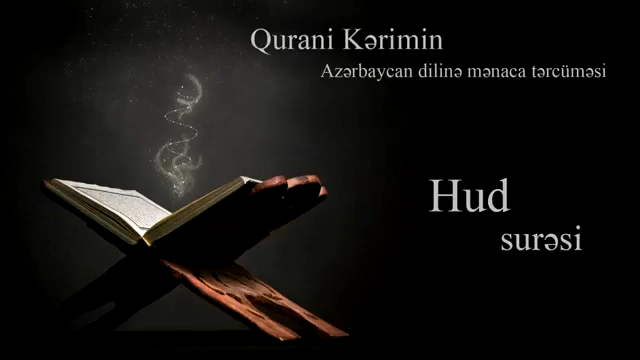 Qurani Kərimin
Azərbaycan dilinə mənaca tərcüməsi
Hud
surəsi